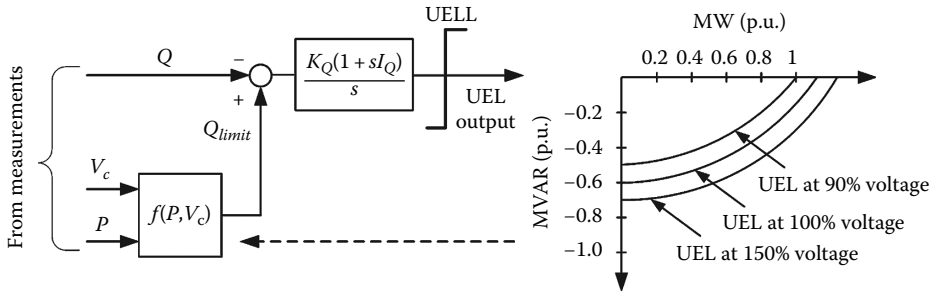 From measurements
Q
−
+
Q_limit
V_c
P
f(P,V_c)
K_Q(1 + sI_Q)
s
UELL
UEL
output
MW (p.u.)
0.2 0.4 0.6 0.8 1
MVAR (p.u.)
−0.2
−0.4
−0.6
−0.8
−1.0
UEL at 90% voltage
UEL at 100% voltage
UEL at 150% voltage